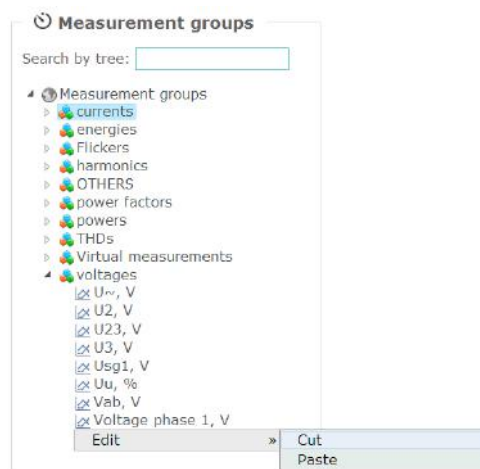 Measurement groups
Search by tree:
Measurement groups
currents
energies
Flickers
harmonics
OTHERS
power factors
powers
THDs
Virtual measurements
voltages
U~, V
U2, V
U23, V
U3, V
Usg1, V
Uu, %
Vab, V
Voltage phase 1, V
Edit » Cut
Paste